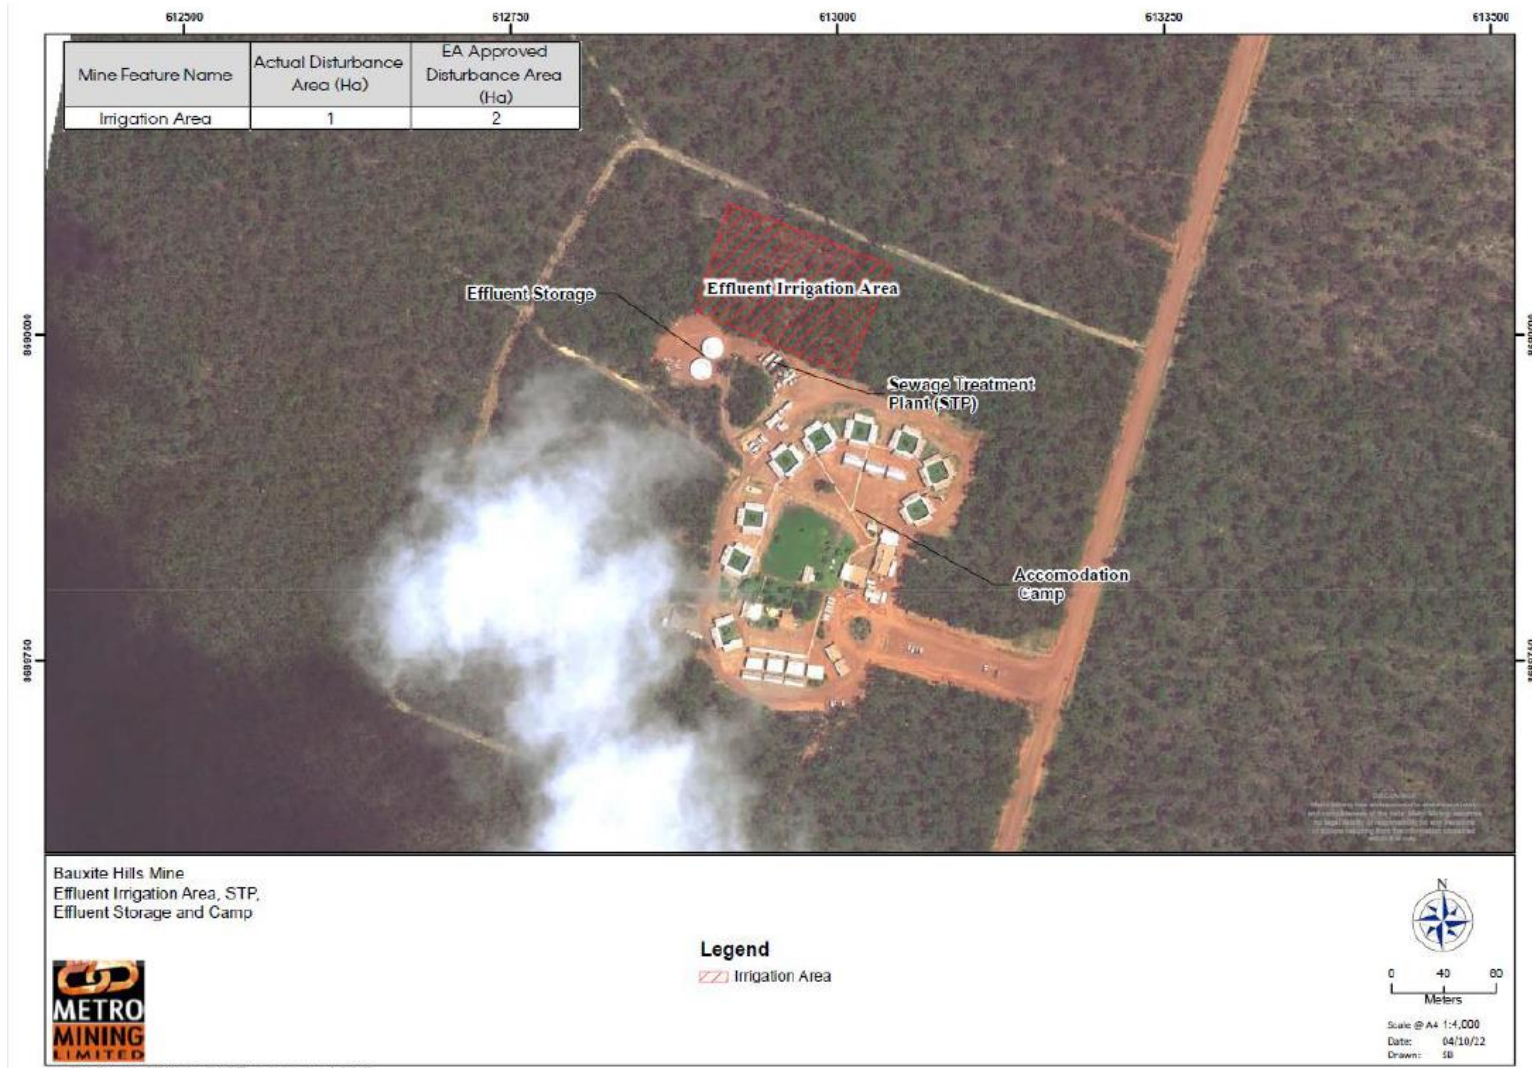 612500 612750 613000 613250 613500
Mine Feature Name
Actual Disturbance
Area (Ha)
EA Approved
Disturbance Area
(Ha)
Irrigation Area 1 2
Effluent Storage
Effluent Irrigation Area
Sewage Treatment
Plant (STP)
Accomodation
Camp
Bauxite Hills Mine
Effluent Irrigation Area, STP,
Effluent Storage and Camp
METRO
MINING
LIMITED
Legend
Irrigation Area
N
0 40 80
Meters
Scale @ A4 1:4,000
Date: 04/10/22
Drawn: SB